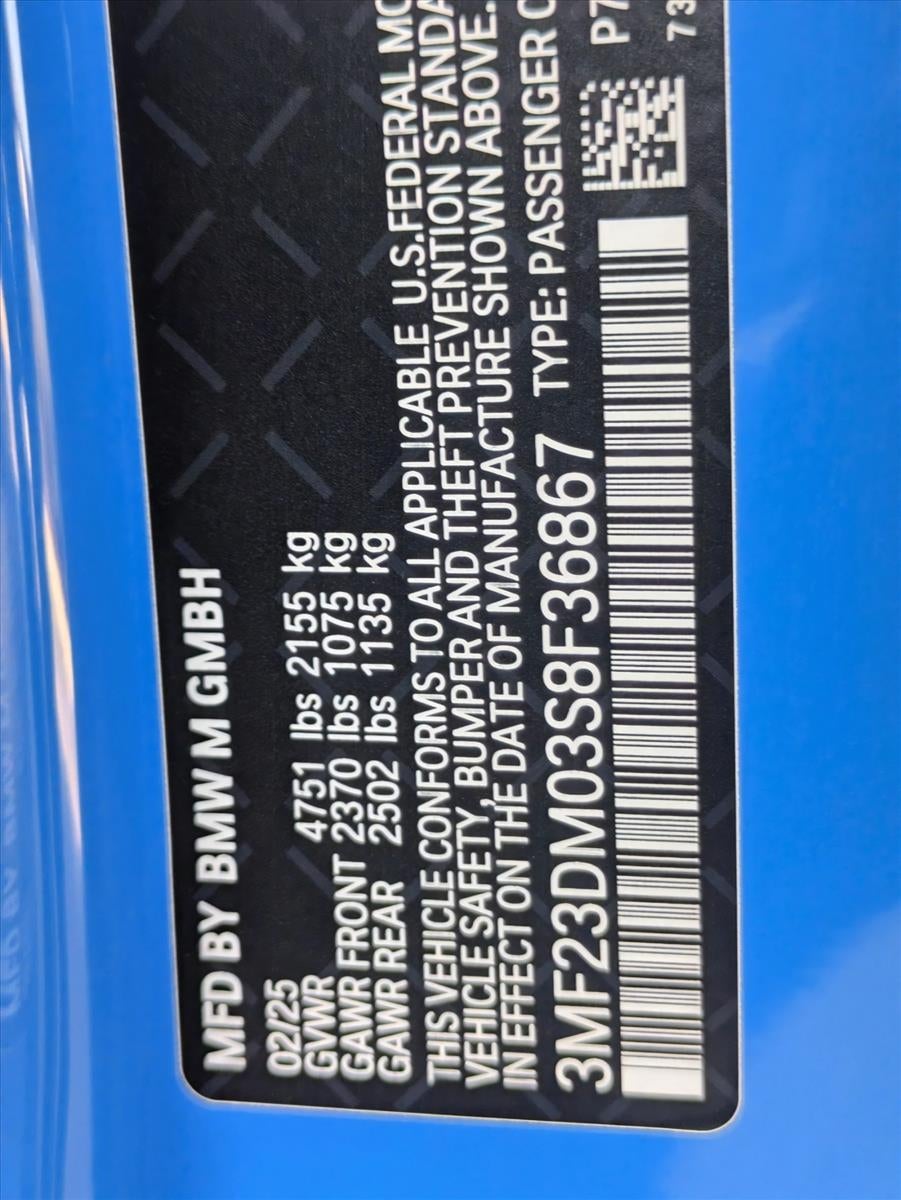 MFD BY BMW M GMBH
02/25
GVWR 4751 lbs 2155 kg
GAWR FRONT 2370 lbs 1075 kg
GAWR REAR 2502 lbs 1135 kg
THIS VEHICLE CONFORMS TO ALL APPLICABLE U.S.FEDERAL MO
VEHICLE SAFETY, BUMPER AND THEFT PREVENTION STANDA
IN EFFECT ON THE DATE OF MANUFACTURE SHOWN ABOVE.
3MF23DM03S8F36867 TYPE: PASSENGER C
P7
73